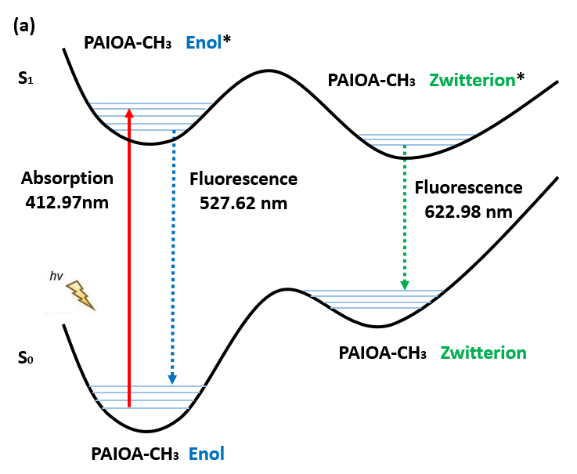 (a)
PAIOA-CH₃ Enol*
S₁
PAIOA-CH₃ Zwitterion*
Absorption
412.97nm
Fluorescence
527.62 nm
Fluorescence
622.98 nm
hv
S₀
PAIOA-CH₃ Zwitterion
PAIOA-CH₃ Enol